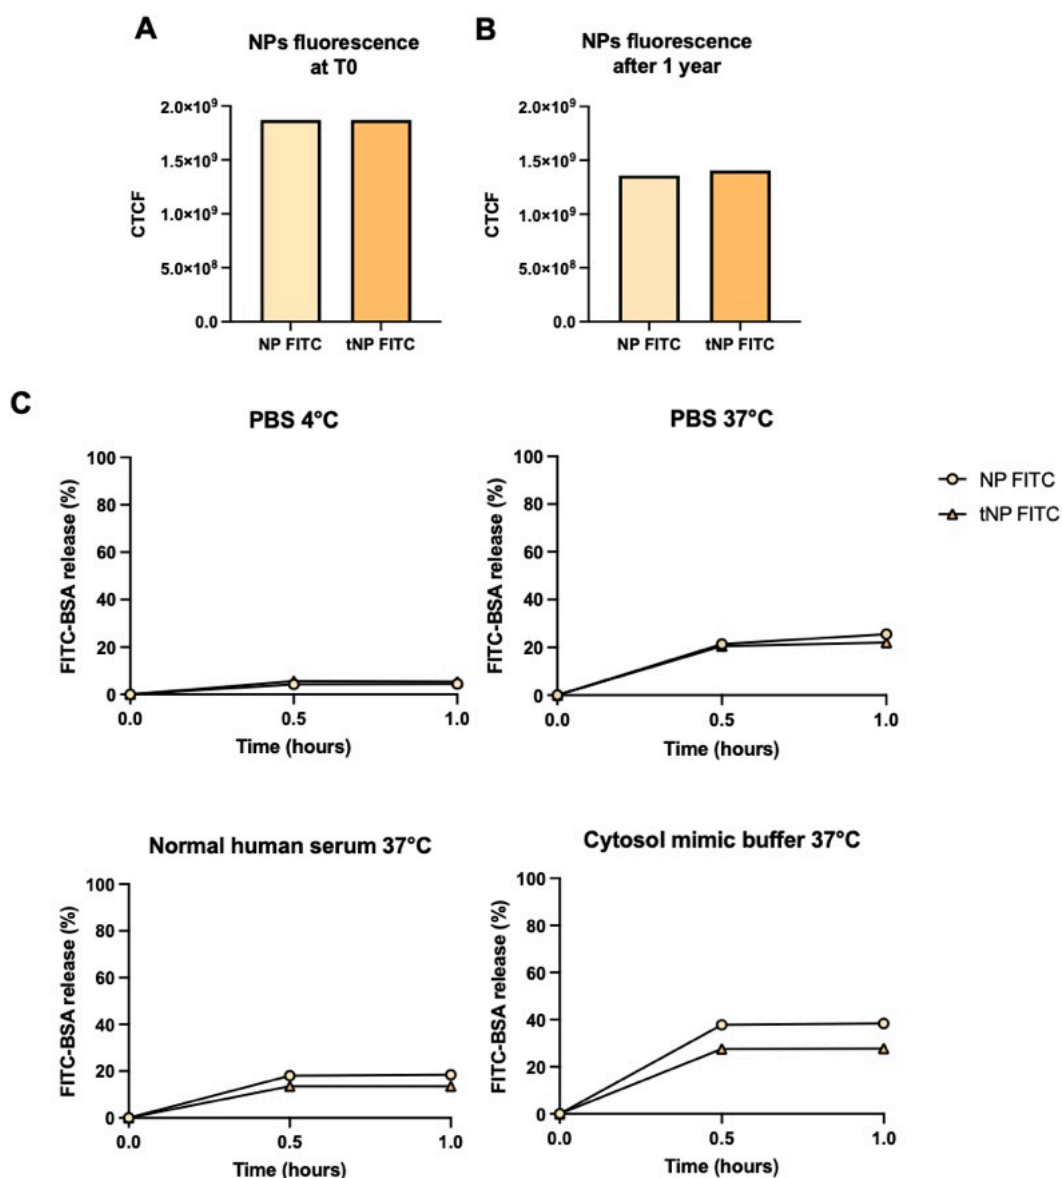 A
NPs fluorescence
at T0
CTCF
2.0×10⁹
1.5×10⁹
1.0×10⁹
5.0×10⁸
0.0
NP FITC
tNP FITC
B
NPs fluorescence
after 1 year
CTCF
2.0×10⁹
1.5×10⁹
1.0×10⁹
5.0×10⁸
0.0
NP FITC
tNP FITC
C
PBS 4°C
FITC-BSA release (%)
100
80
60
40
20
0
0.0
0.5
1.0
Time (hours)
PBS 37°C
FITC-BSA release (%)
100
80
60
40
20
0
0.0
0.5
1.0
Time (hours)
NP FITC
tNP FITC
Normal human serum 37°C
FITC-BSA release (%)
100
80
60
40
20
0
0.0
0.5
1.0
Time (hours)
Cytosol mimic buffer 37°C
FITC-BSA release (%)
100
80
60
40
20
0
0.0
0.5
1.0
Time (hours)